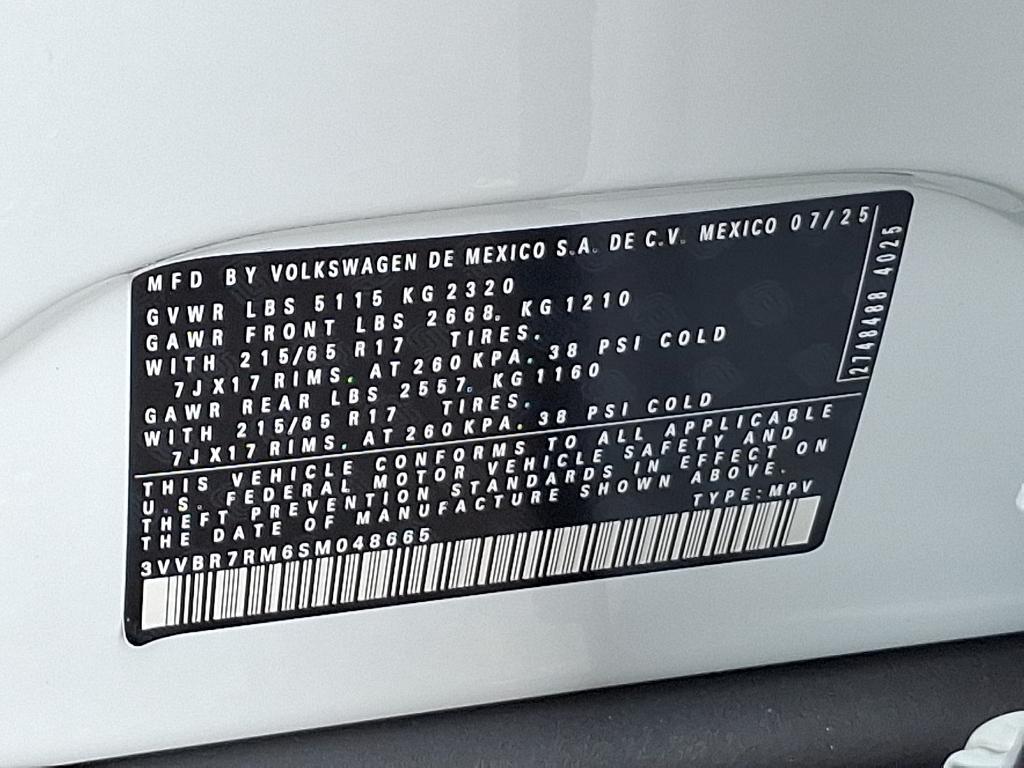 MFD BY VOLKSWAGEN DE MEXICO S.A. DE C.V. MEXICO 07/25
GVWR LBS 5115 KG 2320
GAWR FRONT LBS 2668. KG 1210
WITH 215/65 R17 TIRES.
7JX17 RIMS. AT 260 KPA. 38 PSI COLD
GAWR REAR LBS 2557. KG 1160
WITH 215/65 R17 TIRES.
7JX17 RIMS. AT 260 KPA. 38 PSI COLD
THIS VEHICLE CONFORMS TO ALL APPLICABLE
U.S. FEDERAL MOTOR VEHICLE SAFETY AND
THEFT PREVENTION STANDARDS IN EFFECT ON
THE DATE OF MANUFACTURE SHOWN ABOVE.
3VVBR7RM6SM048665
TYPE: MPV
2748488 4025